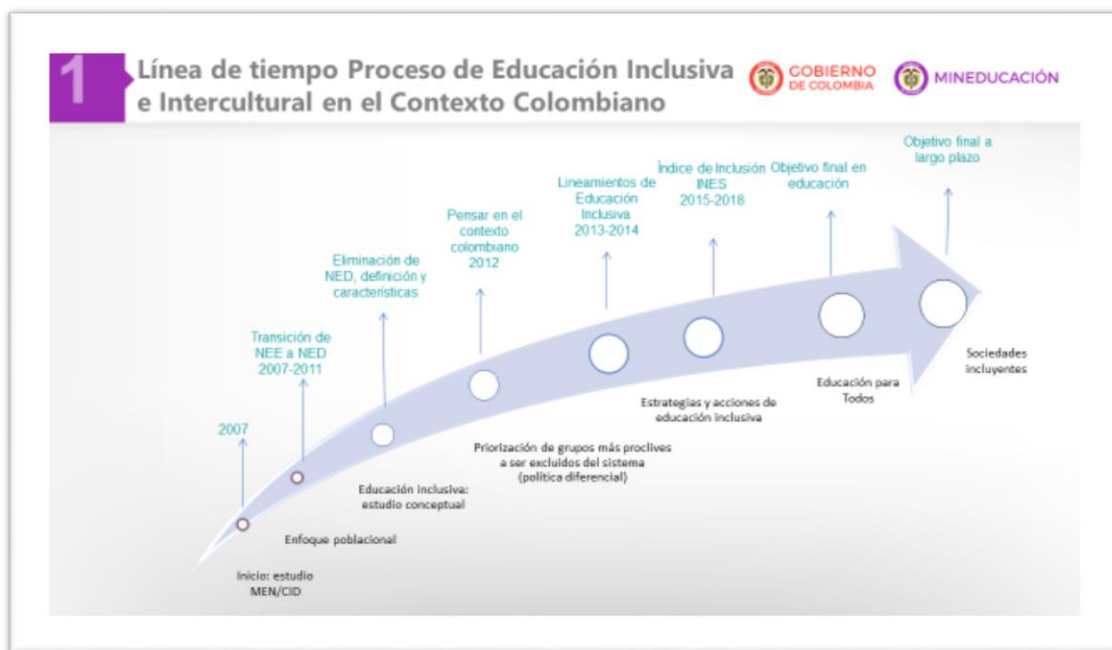 1
Línea de tiempo Proceso de Educación Inclusiva
e Intercultural en el Contexto Colombiano
GOBIERNO
DE COLOMBIA
MINEDUCACIÓN
2007
Transición de
NEE a NED
2007-2011
Eliminación de
NED, definición y
características
Pensar en el
contexto
colombiano
2012
Lineamientos de
Educación
Inclusiva
2013-2014
Índice de Inclusión
INES
2015-2018
Objetivo final en
educación
Objetivo final a
largo plazo
Inicio: estudio
MEN/CID
Enfoque poblacional
Educación inclusiva:
estudio conceptual
Priorización de grupos más proclives
a ser excluidos del sistema
(política diferencial)
Estrategias y acciones de
educación inclusiva
Educación para
Todos
Sociedades
incluyentes